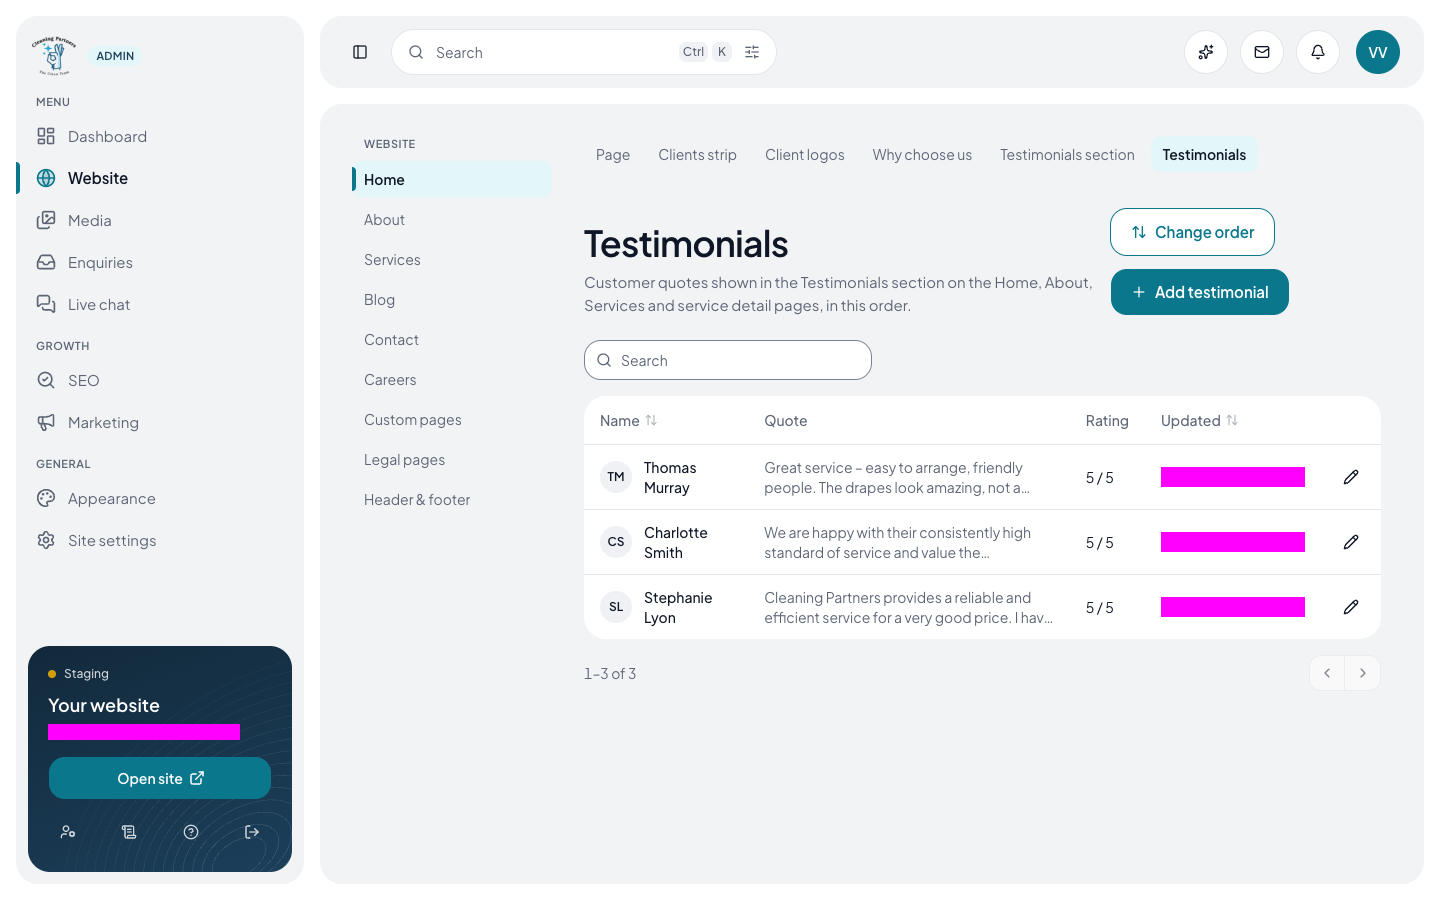 Cleaning Partners
ADMIN
MENU
Dashboard
Website
Media
Enquiries
Live chat
GROWTH
SEO
Marketing
GENERAL
Appearance
Site settings
Staging
Your website
Open site
Search
Ctrl K
VV
WEBSITE
Home
About
Services
Blog
Contact
Careers
Custom pages
Legal pages
Header & footer
Page Clients strip Client logos Why choose us Testimonials section Testimonials
Testimonials
Customer quotes shown in the Testimonials section on the Home, About,
Services and service detail pages, in this order.
Change order
Add testimonial
Search
Name Quote Rating Updated
TM Thomas Murray
Great service – easy to arrange, friendly
people. The drapes look amazing, not a…
5 / 5
CS Charlotte Smith
We are happy with their consistently high
standard of service and value the…
5 / 5
SL Stephanie Lyon
Cleaning Partners provides a reliable and
efficient service for a very good price. I hav…
5 / 5
1–3 of 3